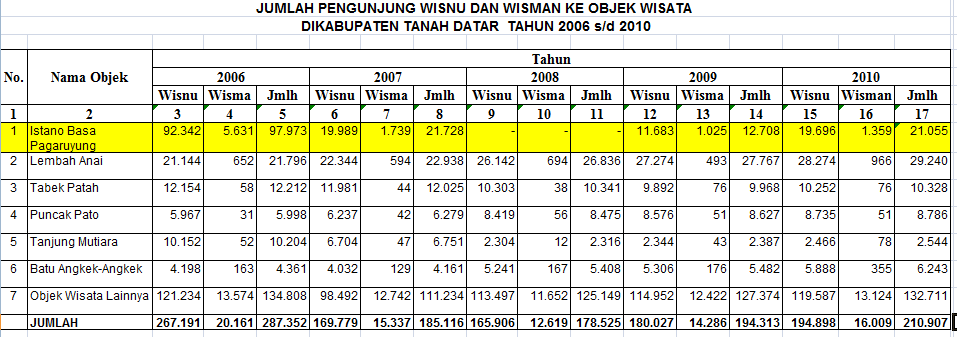 JUMLAH PENGUNJUNG WISNU DAN WISMAN KE OBJEK WISATA
DIKABUPATEN TANAH DATAR TAHUN 2006 s/d 2010
No. Nama Objek Tahun
2006 2007 2008 2009 2010
Wisnu Wisma Jmlh Wisnu Wisma Jmlh Wisnu Wisma Jmlh Wisnu Wisma Jmlh Wisnu Wisman Jmlh
1 2 3 4 5 6 7 8 9 10 11 12 13 14 15 16 17
1 Istano Basa Pagaruyung 92.342 5.631 97.973 19.989 1.739 21.728 - - - 11.683 1.025 12.708 19.696 1.359 21.055
2 Lembah Anai 21.144 652 21.796 22.344 594 22.938 26.142 694 26.836 27.274 493 27.767 28.274 966 29.240
3 Tabek Patah 12.154 58 12.212 11.981 44 12.025 10.303 38 10.341 9.892 76 9.968 10.252 76 10.328
4 Puncak Pato 5.967 31 5.998 6.237 42 6.279 8.419 56 8.475 8.576 51 8.627 8.735 51 8.786
5 Tanjung Mutiara 10.152 52 10.204 6.704 47 6.751 2.304 12 2.316 2.344 43 2.387 2.466 78 2.544
6 Batu Angkek-Angkek 4.198 163 4.361 4.032 129 4.161 5.241 167 5.408 5.306 176 5.482 5.888 355 6.243
7 Objek Wisata Lainnya 121.234 13.574 134.808 98.492 12.742 111.234 113.497 11.652 125.149 114.952 12.422 127.374 119.587 13.124 132.711
JUMLAH 267.191 20.161 287.352 169.779 15.337 185.116 165.906 12.619 178.525 180.027 14.286 194.313 194.898 16.009 210.907